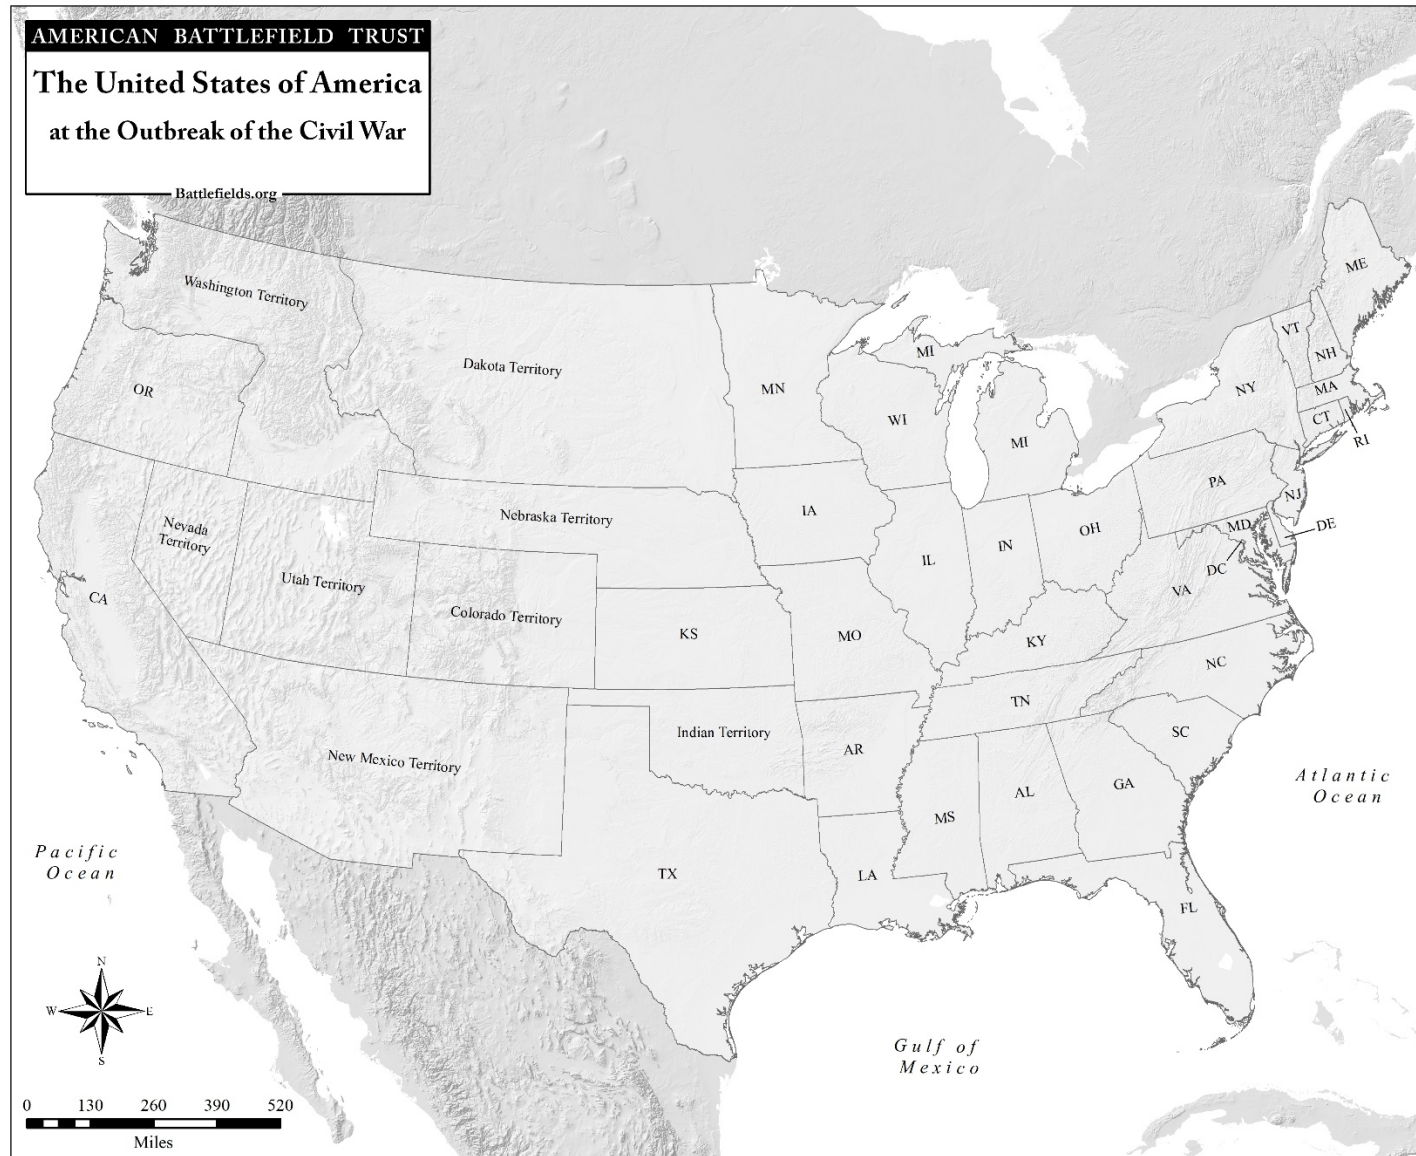 AMERICAN BATTLEFIELD TRUST
The United States of America
at the Outbreak of the Civil War
Battlefields.org
Washington Territory
OR
Dakota Territory
MN
WI
MI
MI
ME
VT
NH
NY
MA
CT
RI
Nevada
Territory
CA
Utah Territory
Nebraska Territory
Colorado Territory
IA
IL
IN
OH
PA
NJ
MD
DE
DC
VA
KS
MO
KY
NC
TN
SC
New Mexico Territory
Indian Territory
AR
MS
AL
GA
TX
LA
FL
Atlantic
Ocean
Pacific
Ocean
Gulf of
Mexico
N
W
E
S
0 130 260 390 520
Miles